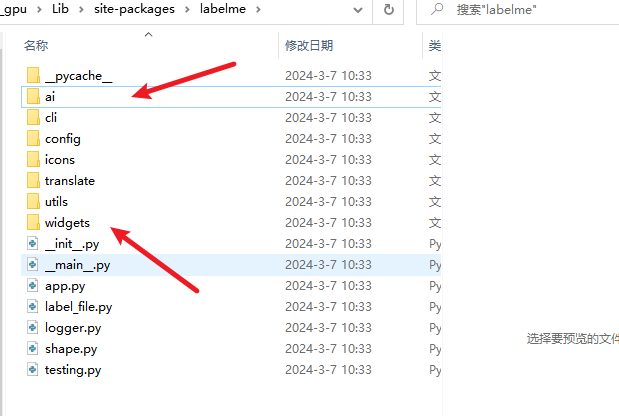 _gpu › Lib › site-packages › labelme ›
搜索"labelme"
名称 修改日期 类
__pycache__ 2024-3-7 10:33 文
ai 2024-3-7 10:33 文
cli 2024-3-7 10:33 文
config 2024-3-7 10:33 文
icons 2024-3-7 10:33 文
translate 2024-3-7 10:33 文
utils 2024-3-7 10:33 文
widgets 2024-3-7 10:33 文
__init__.py 2024-3-7 10:33 Py
__main__.py 2024-3-7 10:33 Py
app.py 2024-3-7 10:33 Py
label_file.py 2024-3-7 10:33 Py
logger.py 2024-3-7 10:33 Py
shape.py 2024-3-7 10:33 Py
testing.py 2024-3-7 10:33 Py
选择要预览的文件